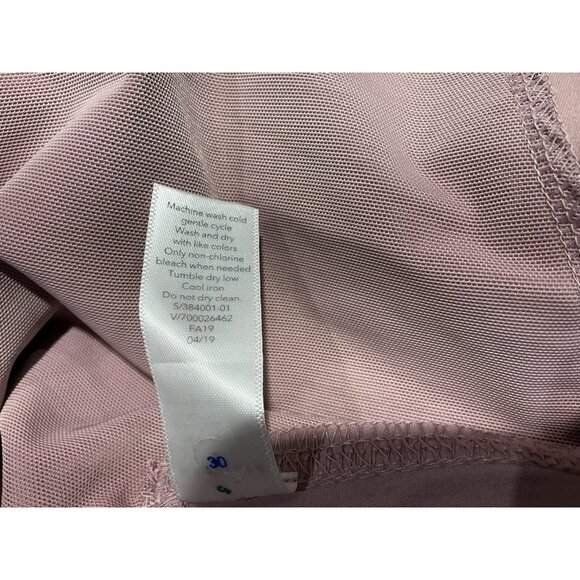 Machine wash cold
gentle cycle
Wash and dry
with like colors
Only non-chlorine
bleach when needed
Tumble dry low
Cool iron
Do not dry clean.
S/384001-01
V/700026462
FA19
04/19
30
5